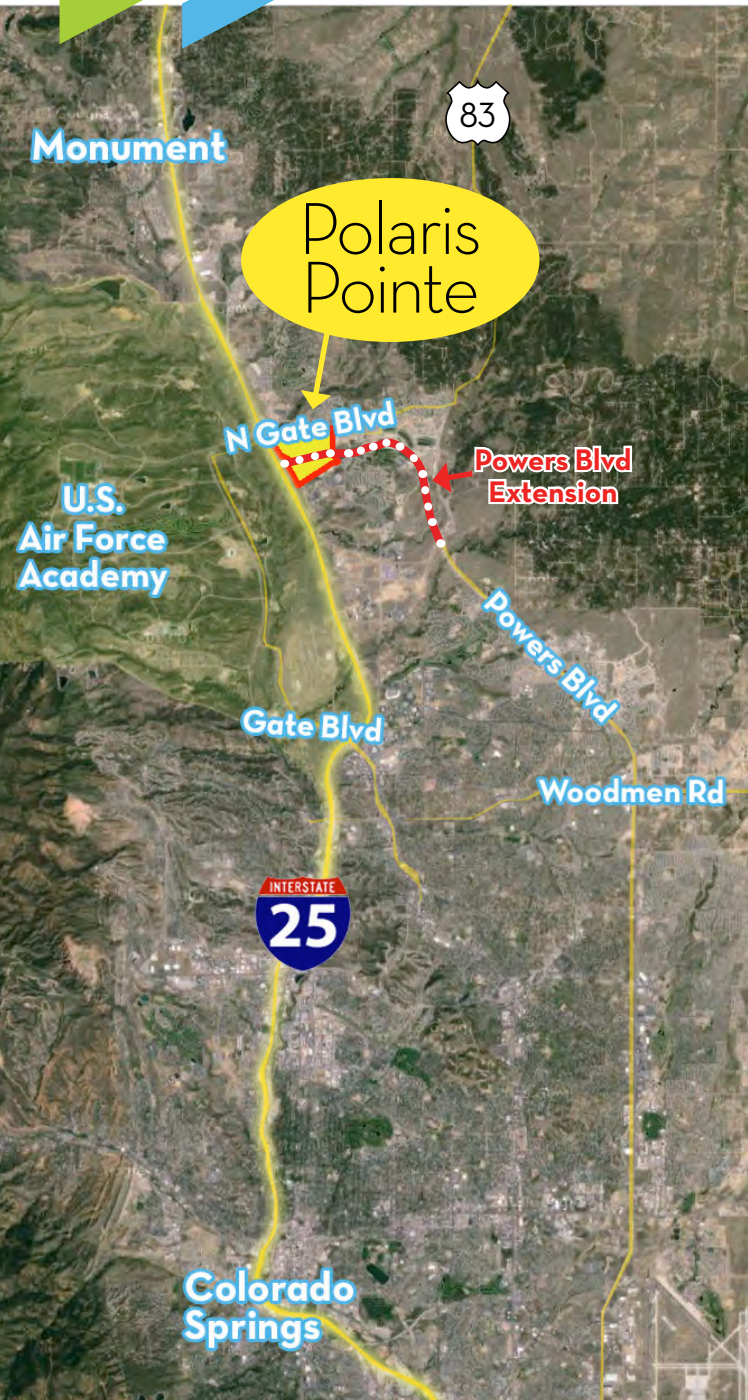 83
Monument
Polaris
Pointe
N Gate Blvd
Powers Blvd
Extension
U.S.
Air Force
Academy
Powers Blvd
Gate Blvd
Woodmen Rd
INTERSTATE
25
Colorado
Springs